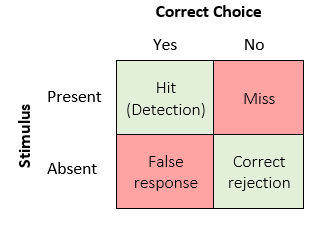 Correct Choice
Yes No
Stimulus
Present
Hit
(Detection)
Miss
Absent
False
response
Correct
rejection